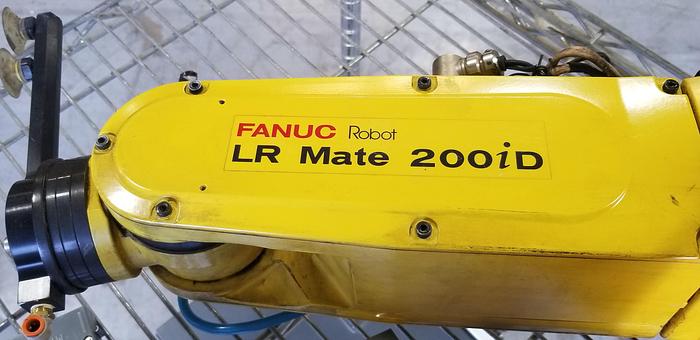 FANUC Robot
LR Mate 200iD